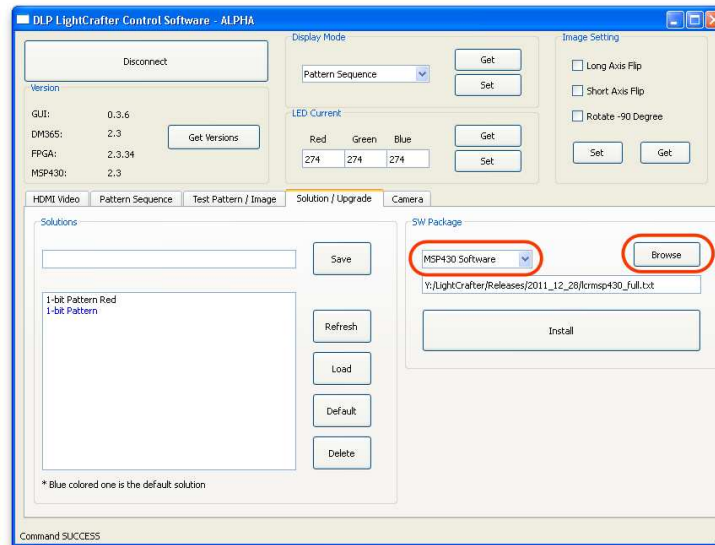 DLP LightCrafter Control Software - ALPHA
Disconnect
Version
GUI: 0.3.6
DM365: 2.3
FPGA: 2.3.34
MSP430: 2.3
Get Versions
Display Mode
Pattern Sequence
Get
Set
LED Current
Red Green Blue
274 274 274
Get
Set
Image Setting
Long Axis Flip
Short Axis Flip
Rotate -90 Degree
Set Get
HDMI Video Pattern Sequence Test Pattern / Image Solution / Upgrade Camera
Solutions
Save
1-bit Pattern Red
1-bit Pattern
Refresh
Load
Default
Delete
* Blue colored one is the default solution
SW Package
MSP430 Software
Browse
Y:/LightCrafter/Releases/2011_12_28/lcrmsp430_full.txt
Install
Command SUCCESS